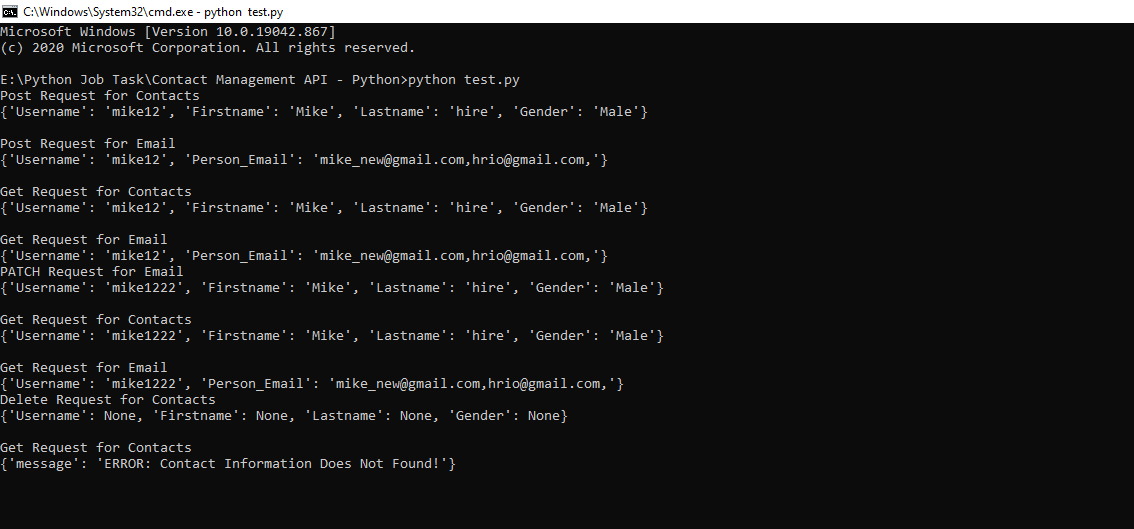 C:\Windows\System32\cmd.exe - python test.py
Microsoft Windows [Version 10.0.19042.867]
(c) 2020 Microsoft Corporation. All rights reserved.
E:\Python Job Task\Contact Management API - Python>python test.py
Post Request for Contacts
{'Username': 'mike12', 'Firstname': 'Mike', 'Lastname': 'hire', 'Gender': 'Male'}
Post Request for Email
{'Username': 'mike12', 'Person_Email': 'mike_new@gmail.com,hrio@gmail.com,'}
Get Request for Contacts
{'Username': 'mike12', 'Firstname': 'Mike', 'Lastname': 'hire', 'Gender': 'Male'}
Get Request for Email
{'Username': 'mike12', 'Person_Email': 'mike_new@gmail.com,hrio@gmail.com,'}
PATCH Request for Email
{'Username': 'mike1222', 'Firstname': 'Mike', 'Lastname': 'hire', 'Gender': 'Male'}
Get Request for Contacts
{'Username': 'mike1222', 'Firstname': 'Mike', 'Lastname': 'hire', 'Gender': 'Male'}
Get Request for Email
{'Username': 'mike1222', 'Person_Email': 'mike_new@gmail.com,hrio@gmail.com,'}
Delete Request for Contacts
{'Username': None, 'Firstname': None, 'Lastname': None, 'Gender': None}
Get Request for Contacts
{'message': 'ERROR: Contact Information Does Not Found!'}